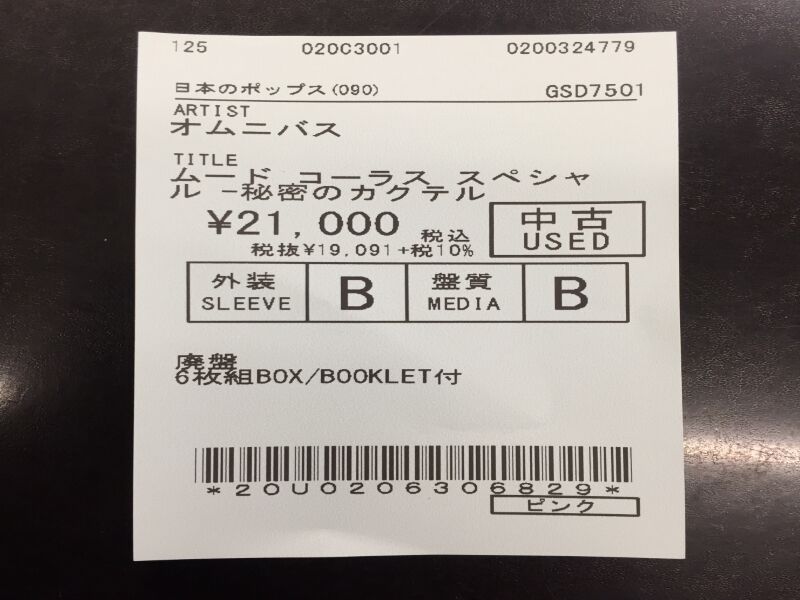 125 020C3001 0200324779
日本のポップス(090) GSD7501
ARTIST
オムニバス
TITLE
ムード コーラス スペシャ
ル -秘密のカクテル
¥21,000 税込
税抜¥19,091+税10%
中古
USED
外装
SLEEVE
B
盤質
MEDIA
B
廃盤
6枚組BOX/BOOKLET付
*20U0206306829*
ピンク